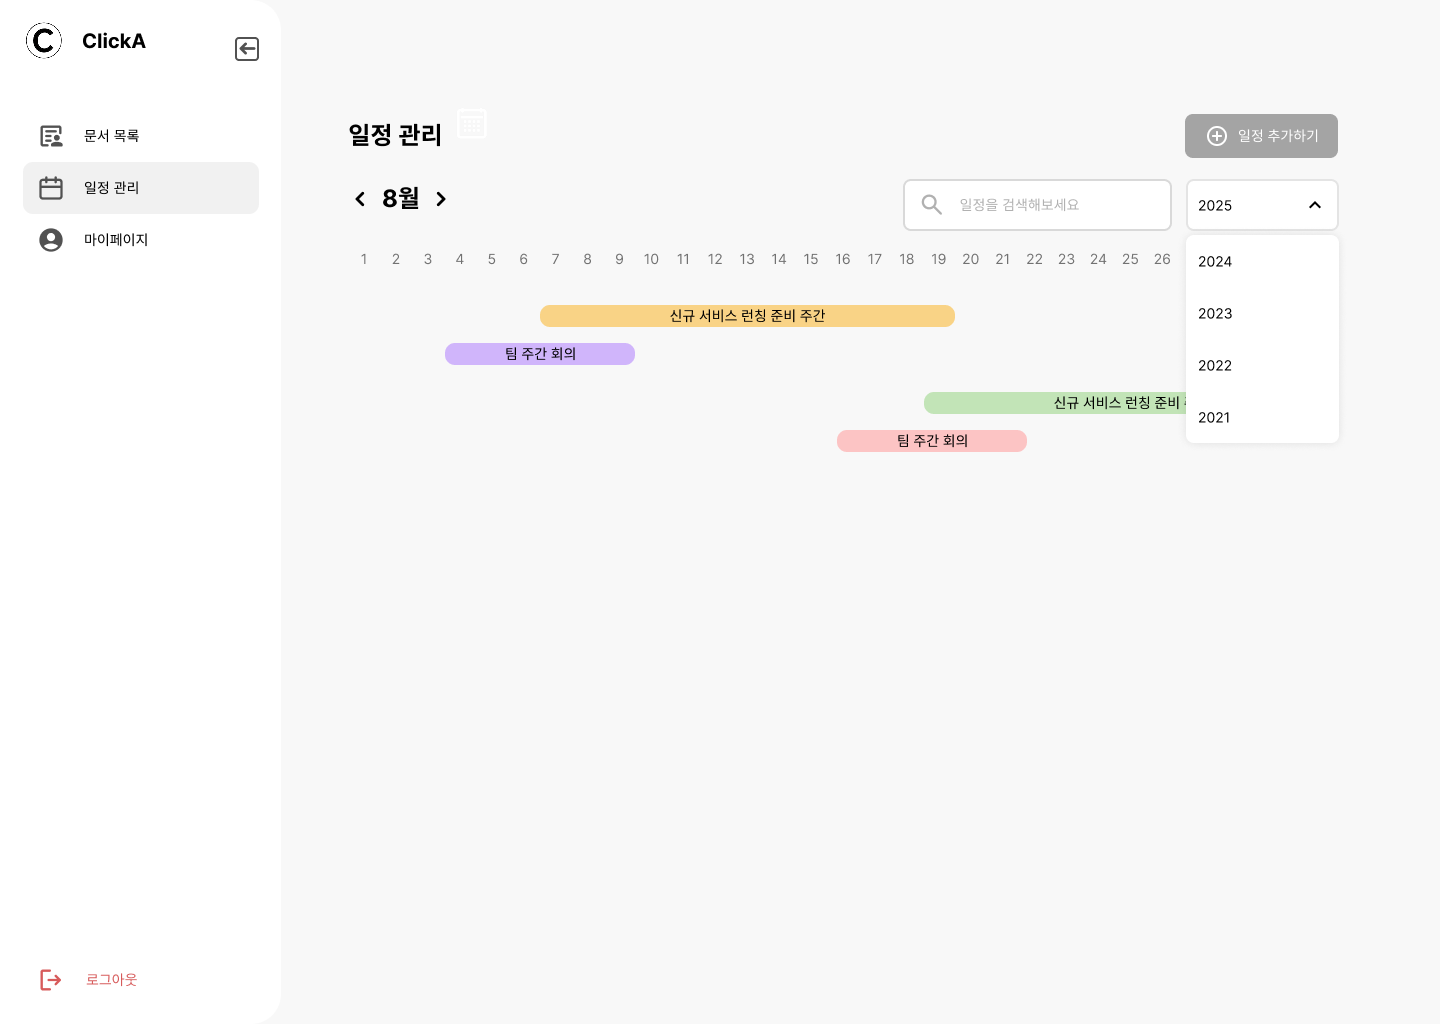 C ClickA
문서 목록
일정 관리
마이페이지
로그아웃
일정 관리
일정 추가하기
8월
일정을 검색해보세요
2025
1 2 3 4 5 6 7 8 9 10 11 12 13 14 15 16 17 18 19 20 21 22 23 24 25 26
2024
2023
2022
2021
신규 서비스 런칭 준비 주간
팀 주간 회의
신규 서비스 런칭 준비
팀 주간 회의